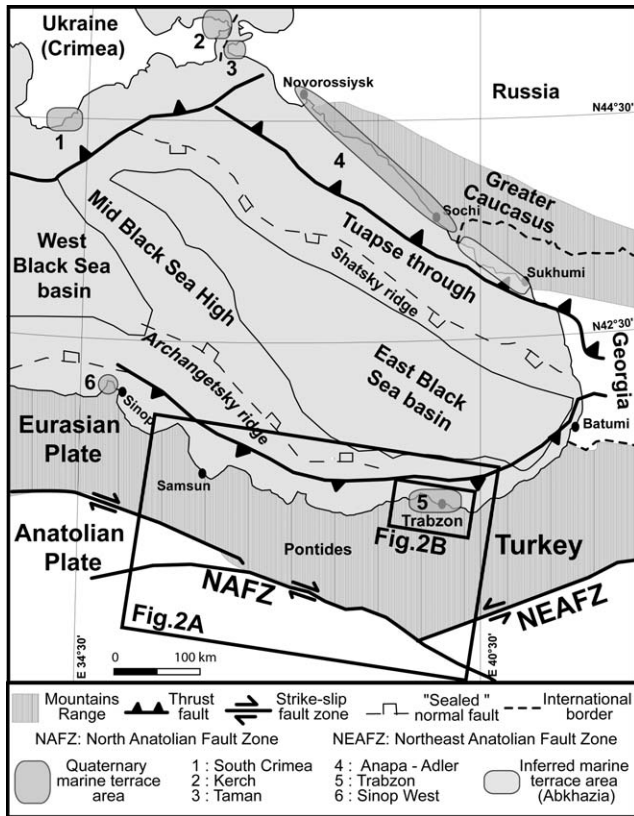 Ukraine
(Crimea)
2
3
Novorossiysk
Russia
N44°30'
1
4
Greater
Caucasus
Sochi
Mid Black Sea High
Tuapse through
West
Black Sea
basin
Shatsky ridge
Sukhumi
N42°30'
Georgia
Archangetsky ridge
East Black
Sea basin
6
Sinop
Batumi
Eurasian
Plate
Samsun
5
Trabzon
Anatolian
Plate
Pontides
Fig.2B
Turkey
NAFZ
NEAFZ
Fig.2A
E 34°30'
0 100 km
E 40°30'
Mountains
Range
Thrust
fault
Strike-slip
fault zone
"Sealed "
normal fault
International
border
NAFZ: North Anatolian Fault Zone NEAFZ: Northeast Anatolian Fault Zone
Quaternary
marine terrace
area
1 : South Crimea
2 : Kerch
3 : Taman
4 : Anapa - Adler
5 : Trabzon
6 : Sinop West
Inferred marine
terrace area
(Abkhazia)